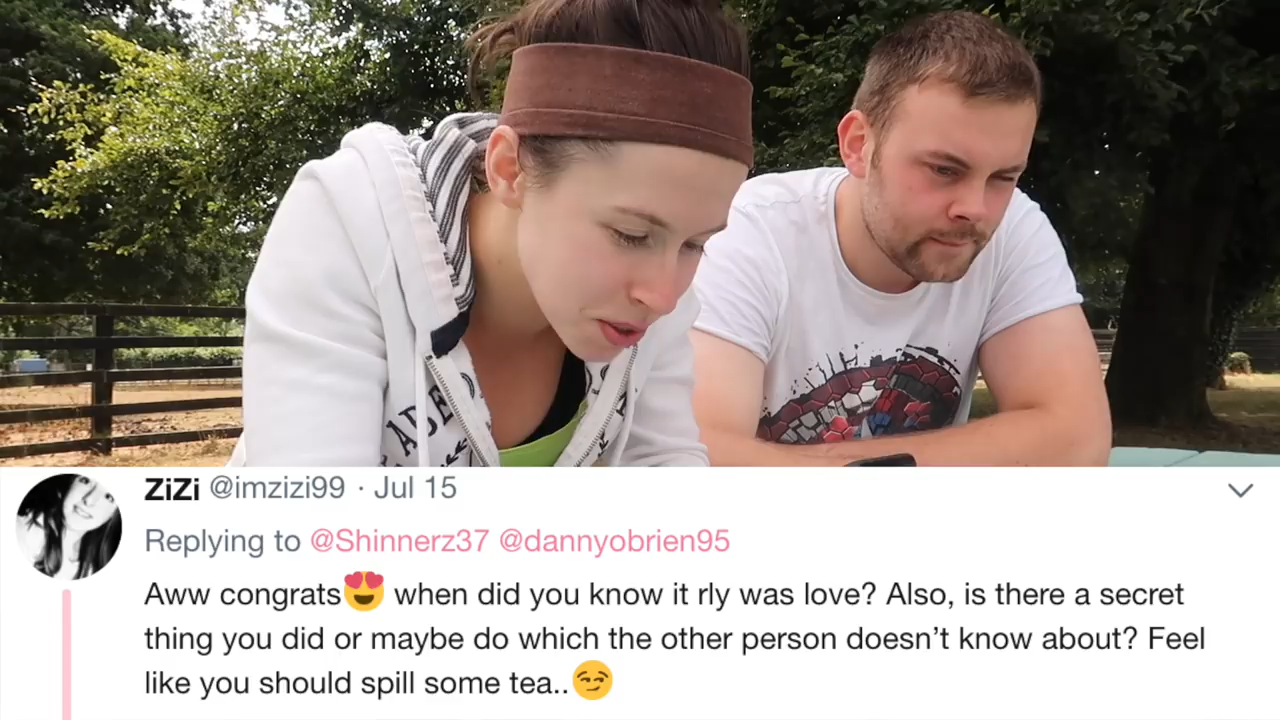 ADE
ZiZi @imzizi99 · Jul 15
Replying to @Shinnerz37 @dannyobrien95
Aww congrats😍 when did you know it rly was love? Also, is there a secret
thing you did or maybe do which the other person doesn't know about? Feel
like you should spill some tea..😏